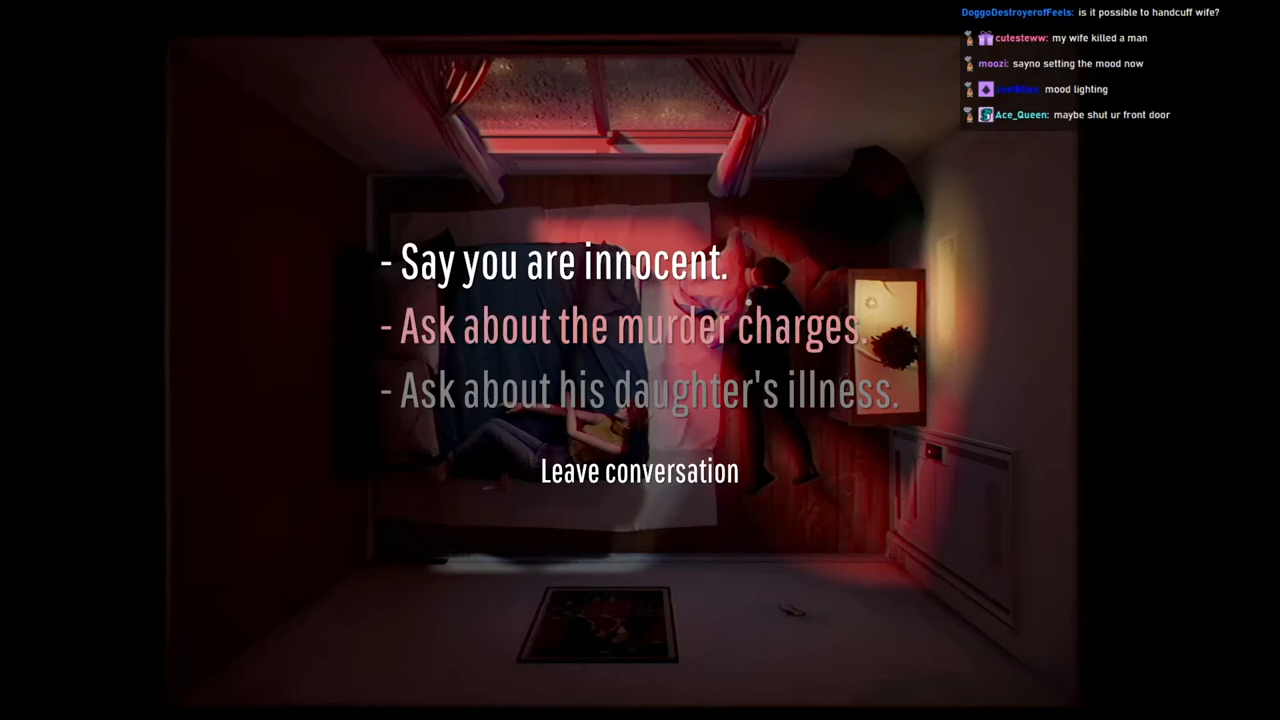 DoggoDestroyerofFeels: is it possible to handcuff wife?
cutesteww: my wife killed a man
moozi: sayno setting the mood now
mood lighting
Ace_Queen: maybe shut ur front door
- Say you are innocent.
- Ask about the murder charges.
- Ask about his daughter's illness.
Leave conversation